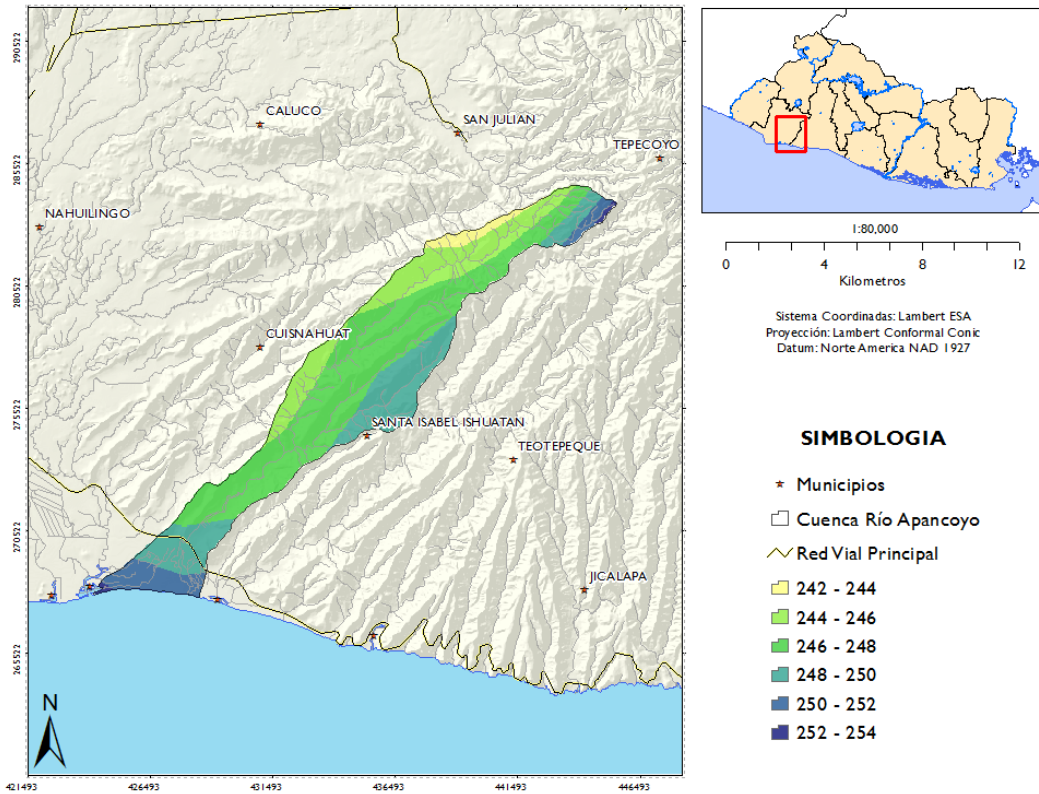 290522
285522
280522
275522
270522
265522
CALUCO
SAN JULIAN
TEPECOYO
NAHUILINGO
CUISNAHUAT
SANTA ISABEL ISHUATAN
TEOTEPEQUE
JICALAPA
N
421493 426493 431493 436493 441493 446493
1:80,000
0 4 8 12
Kilometros
Sistema Coordinadas: Lambert ESA
Proyección: Lambert Conformal Conic
Datum: Norte America NAD 1927
SIMBOLOGIA
Municipios
Cuenca Río Apancoyo
Red Vial Principal
242 - 244
244 - 246
246 - 248
248 - 250
250 - 252
252 - 254